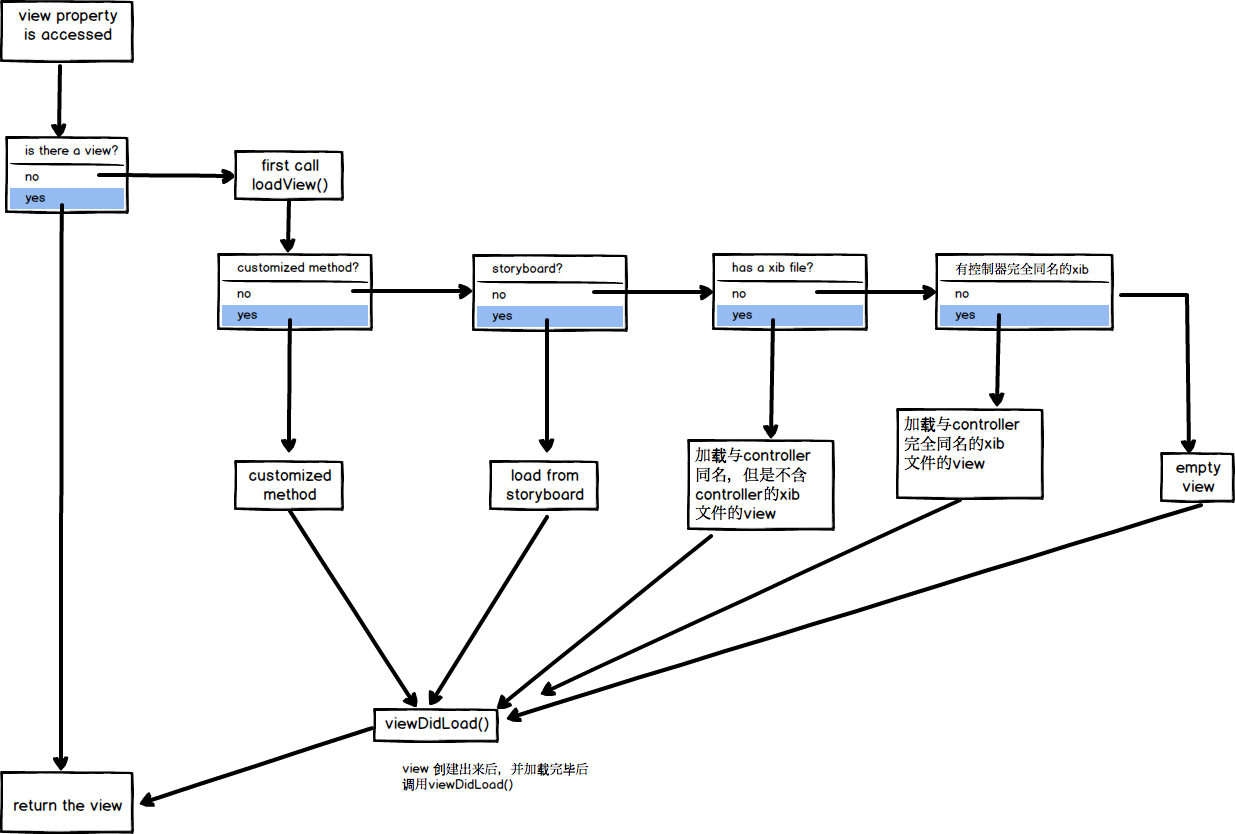 view property
is accessed
is there a view?
no
yes
first call
loadView()
customized method?
no
yes
storyboard?
no
yes
has a xib file?
no
yes
有控制器完全同名的xib
no
yes
customized
method
load from
storyboard
加载与controller
同名，但是不含
controller的xib
文件的view
加载与controller
完全同名的xib
文件的view
empty
view
viewDidLoad()
view 创建出来后，并加载完毕后
调用viewDidLoad()
return the view